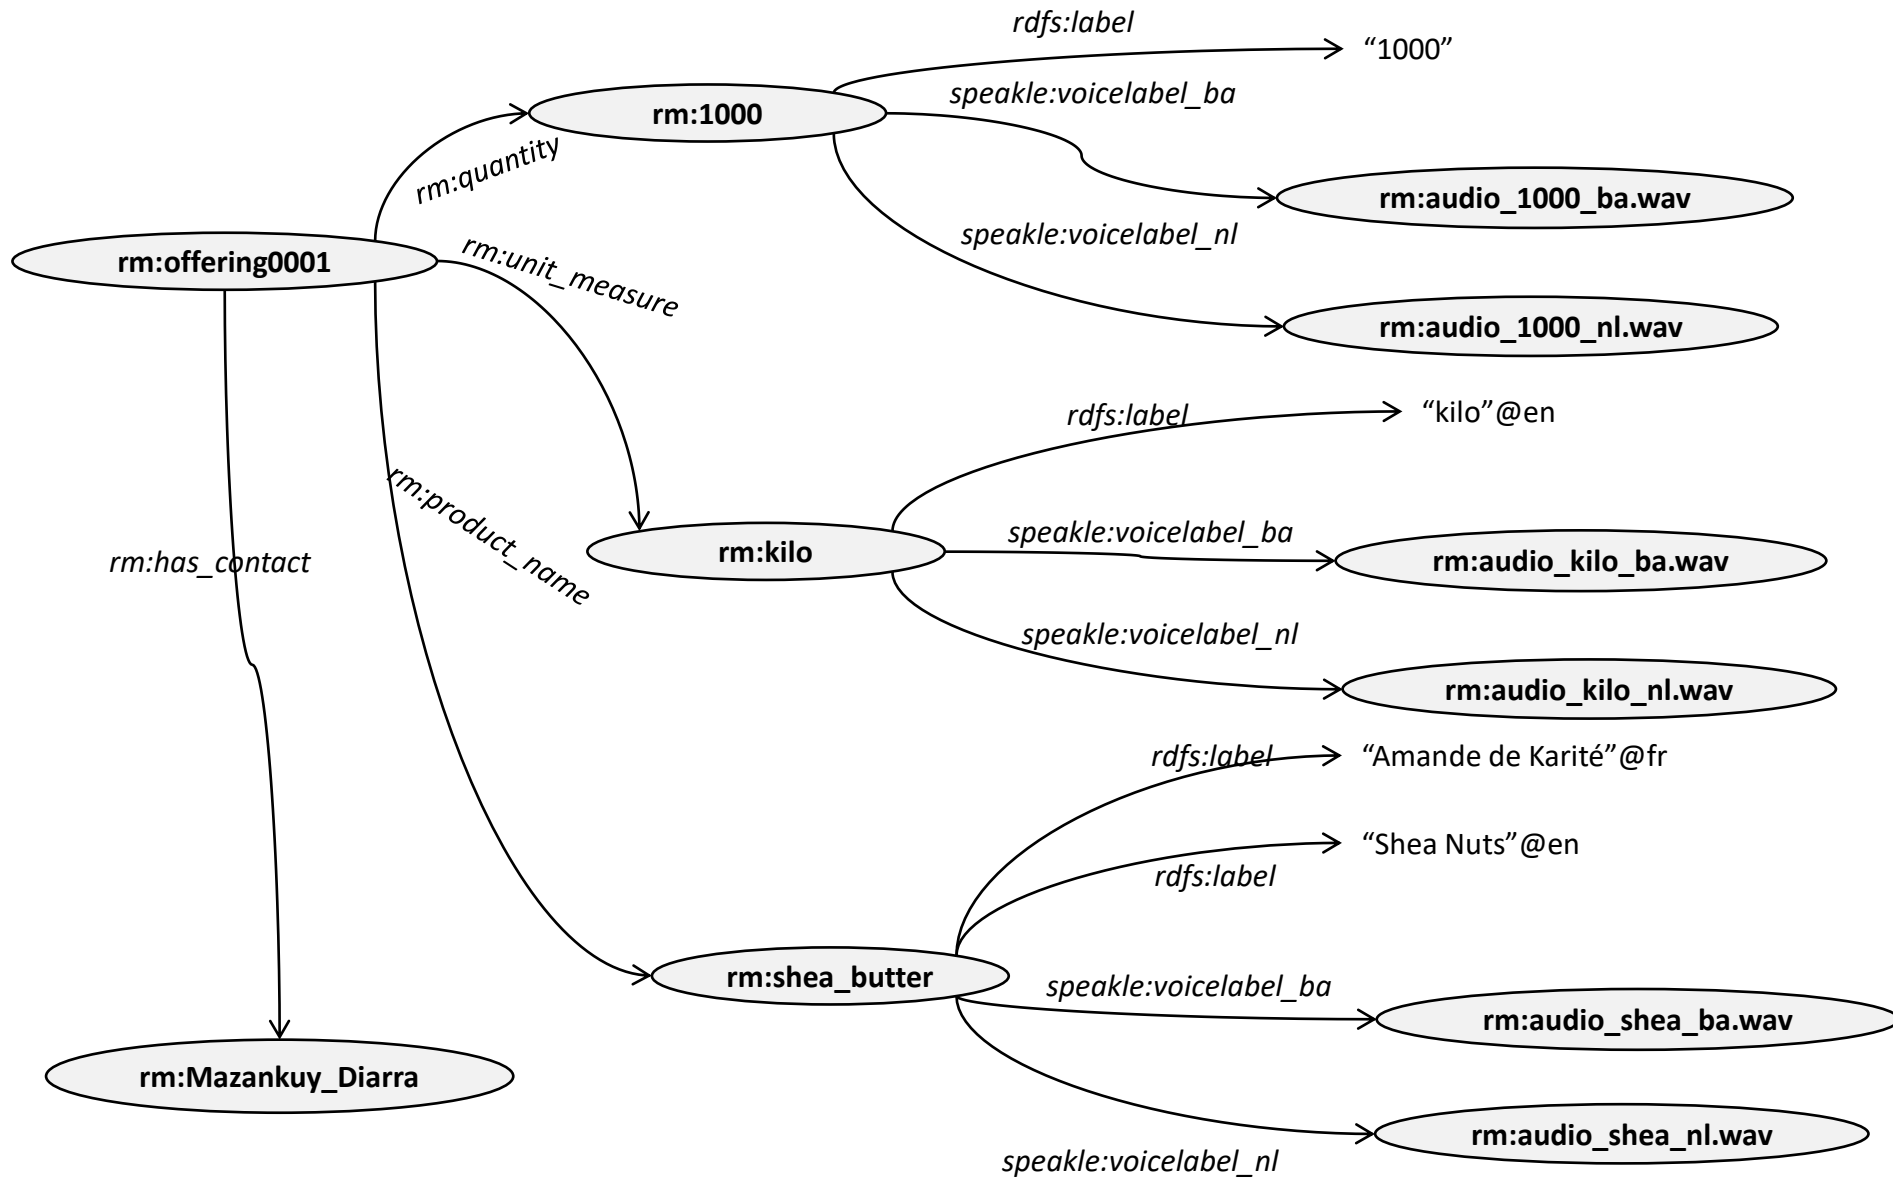 rdfs:label
“1000”
speakle:voicelabel_ba
rm:1000
rm:quantity
rm:audio_1000_ba.wav
speakle:voicelabel_nl
rm:unit_measure
rm:offering0001
rm:audio_1000_nl.wav
rdfs:label
“kilo”@en
rm:product_name
speakle:voicelabel_ba
rm:kilo
rm:has_contact
rm:audio_kilo_ba.wav
speakle:voicelabel_nl
rm:audio_kilo_nl.wav
rdfs:label
“Amande de Karité”@fr
“Shea Nuts”@en
rdfs:label
rm:shea_butter
speakle:voicelabel_ba
rm:audio_shea_ba.wav
rm:Mazankuy_Diarra
rm:audio_shea_nl.wav
speakle:voicelabel_nl